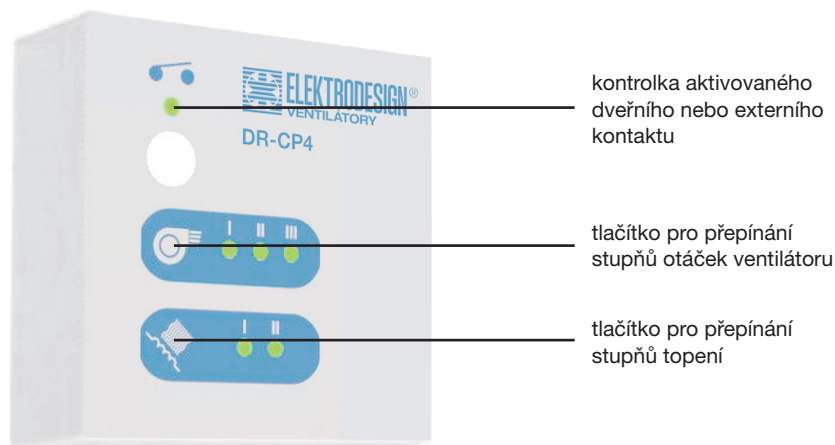 ELEKTRODESIGN®
VENTILÁTORY
DR-CP4
kontrolka aktivovaného
dveřního nebo externího
kontaktu
I II III
tlačítko pro přepínání
stupňů otáček ventilátoru
I II
tlačítko pro přepínání
stupňů topení